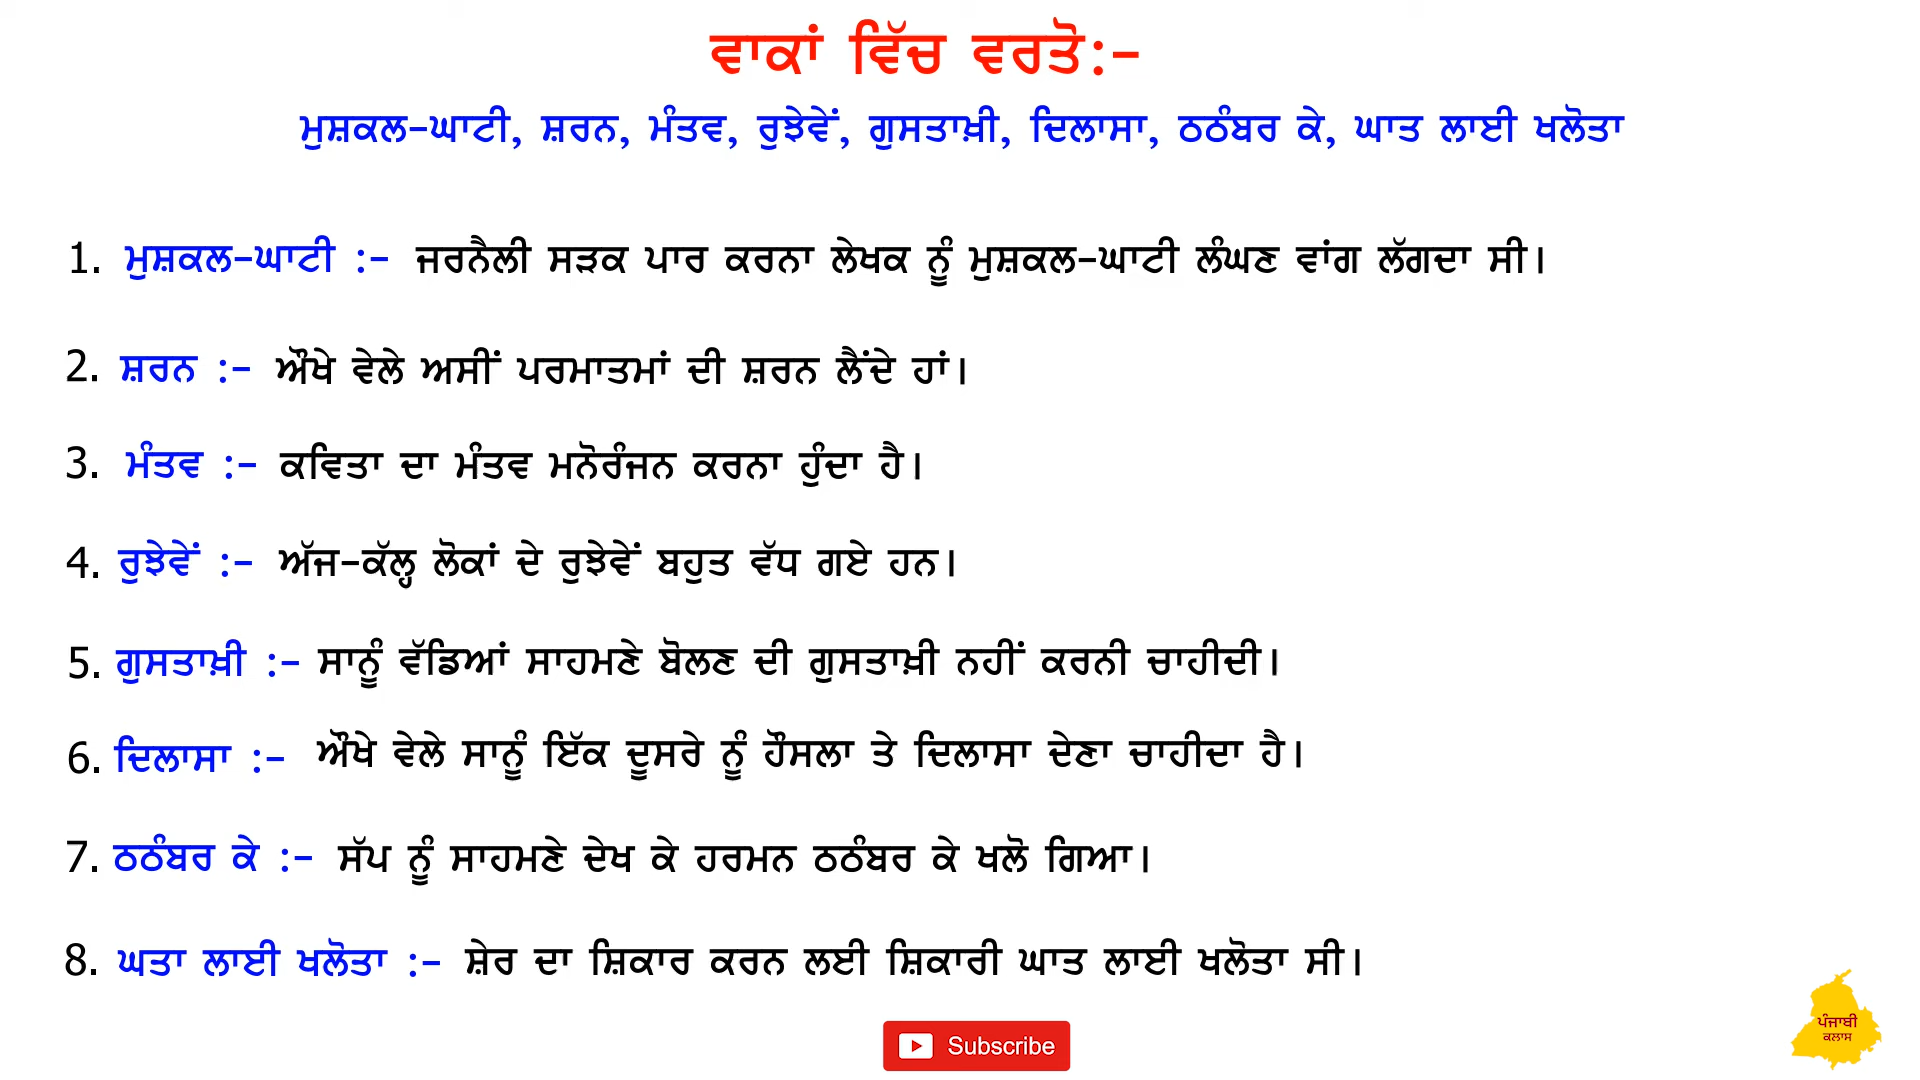 ਵਾਕਾਂ ਵਿੱਚ ਵਰਤੋ:-
ਮੁਸ਼ਕਲ-ਘਾਟੀ, ਸ਼ਰਨ, ਮੰਤਵ, ਰੁਝੇਵੇਂ, ਗੁਸਤਾਖ਼ੀ, ਦਿਲਾਸਾ, ਠਠੰਬਰ ਕੇ, ਘਾਤ ਲਾਈ ਖਲੋਤਾ
1. ਮੁਸ਼ਕਲ-ਘਾਟੀ :- ਜਰਨੈਲੀ ਸੜਕ ਪਾਰ ਕਰਨਾ ਲੇਖਕ ਨੂੰ ਮੁਸ਼ਕਲ-ਘਾਟੀ ਲੰਘਣ ਵਾਂਗ ਲੱਗਦਾ ਸੀ।
2. ਸ਼ਰਨ :- ਔਖੇ ਵੇਲੇ ਅਸੀਂ ਪਰਮਾਤਮਾਂ ਦੀ ਸ਼ਰਨ ਲੈਂਦੇ ਹਾਂ।
3. ਮੰਤਵ :- ਕਵਿਤਾ ਦਾ ਮੰਤਵ ਮਨੋਰੰਜਨ ਕਰਨਾ ਹੁੰਦਾ ਹੈ।
4. ਰੁਝੇਵੇਂ :- ਅੱਜ-ਕੱਲ੍ਹ ਲੋਕਾਂ ਦੇ ਰੁਝੇਵੇਂ ਬਹੁਤ ਵੱਧ ਗਏ ਹਨ।
5. ਗੁਸਤਾਖ਼ੀ :- ਸਾਨੂੰ ਵੱਡਿਆਂ ਸਾਹਮਣੇ ਬੋਲਣ ਦੀ ਗੁਸਤਾਖ਼ੀ ਨਹੀਂ ਕਰਨੀ ਚਾਹੀਦੀ।
6. ਦਿਲਾਸਾ :- ਔਖੇ ਵੇਲੇ ਸਾਨੂੰ ਇੱਕ ਦੂਸਰੇ ਨੂੰ ਹੌਸਲਾ ਤੇ ਦਿਲਾਸਾ ਦੇਣਾ ਚਾਹੀਦਾ ਹੈ।
7. ਠਠੰਬਰ ਕੇ :- ਸੱਪ ਨੂੰ ਸਾਹਮਣੇ ਦੇਖ ਕੇ ਹਰਮਨ ਠਠੰਬਰ ਕੇ ਖਲੋ ਗਿਆ।
8. ਘਤਾ ਲਾਈ ਖਲੋਤਾ :- ਸ਼ੇਰ ਦਾ ਸ਼ਿਕਾਰ ਕਰਨ ਲਈ ਸ਼ਿਕਾਰੀ ਘਾਤ ਲਾਈ ਖਲੋਤਾ ਸੀ।
ਪੰਜਾਬੀ
ਕਲਾਸ
Subscribe